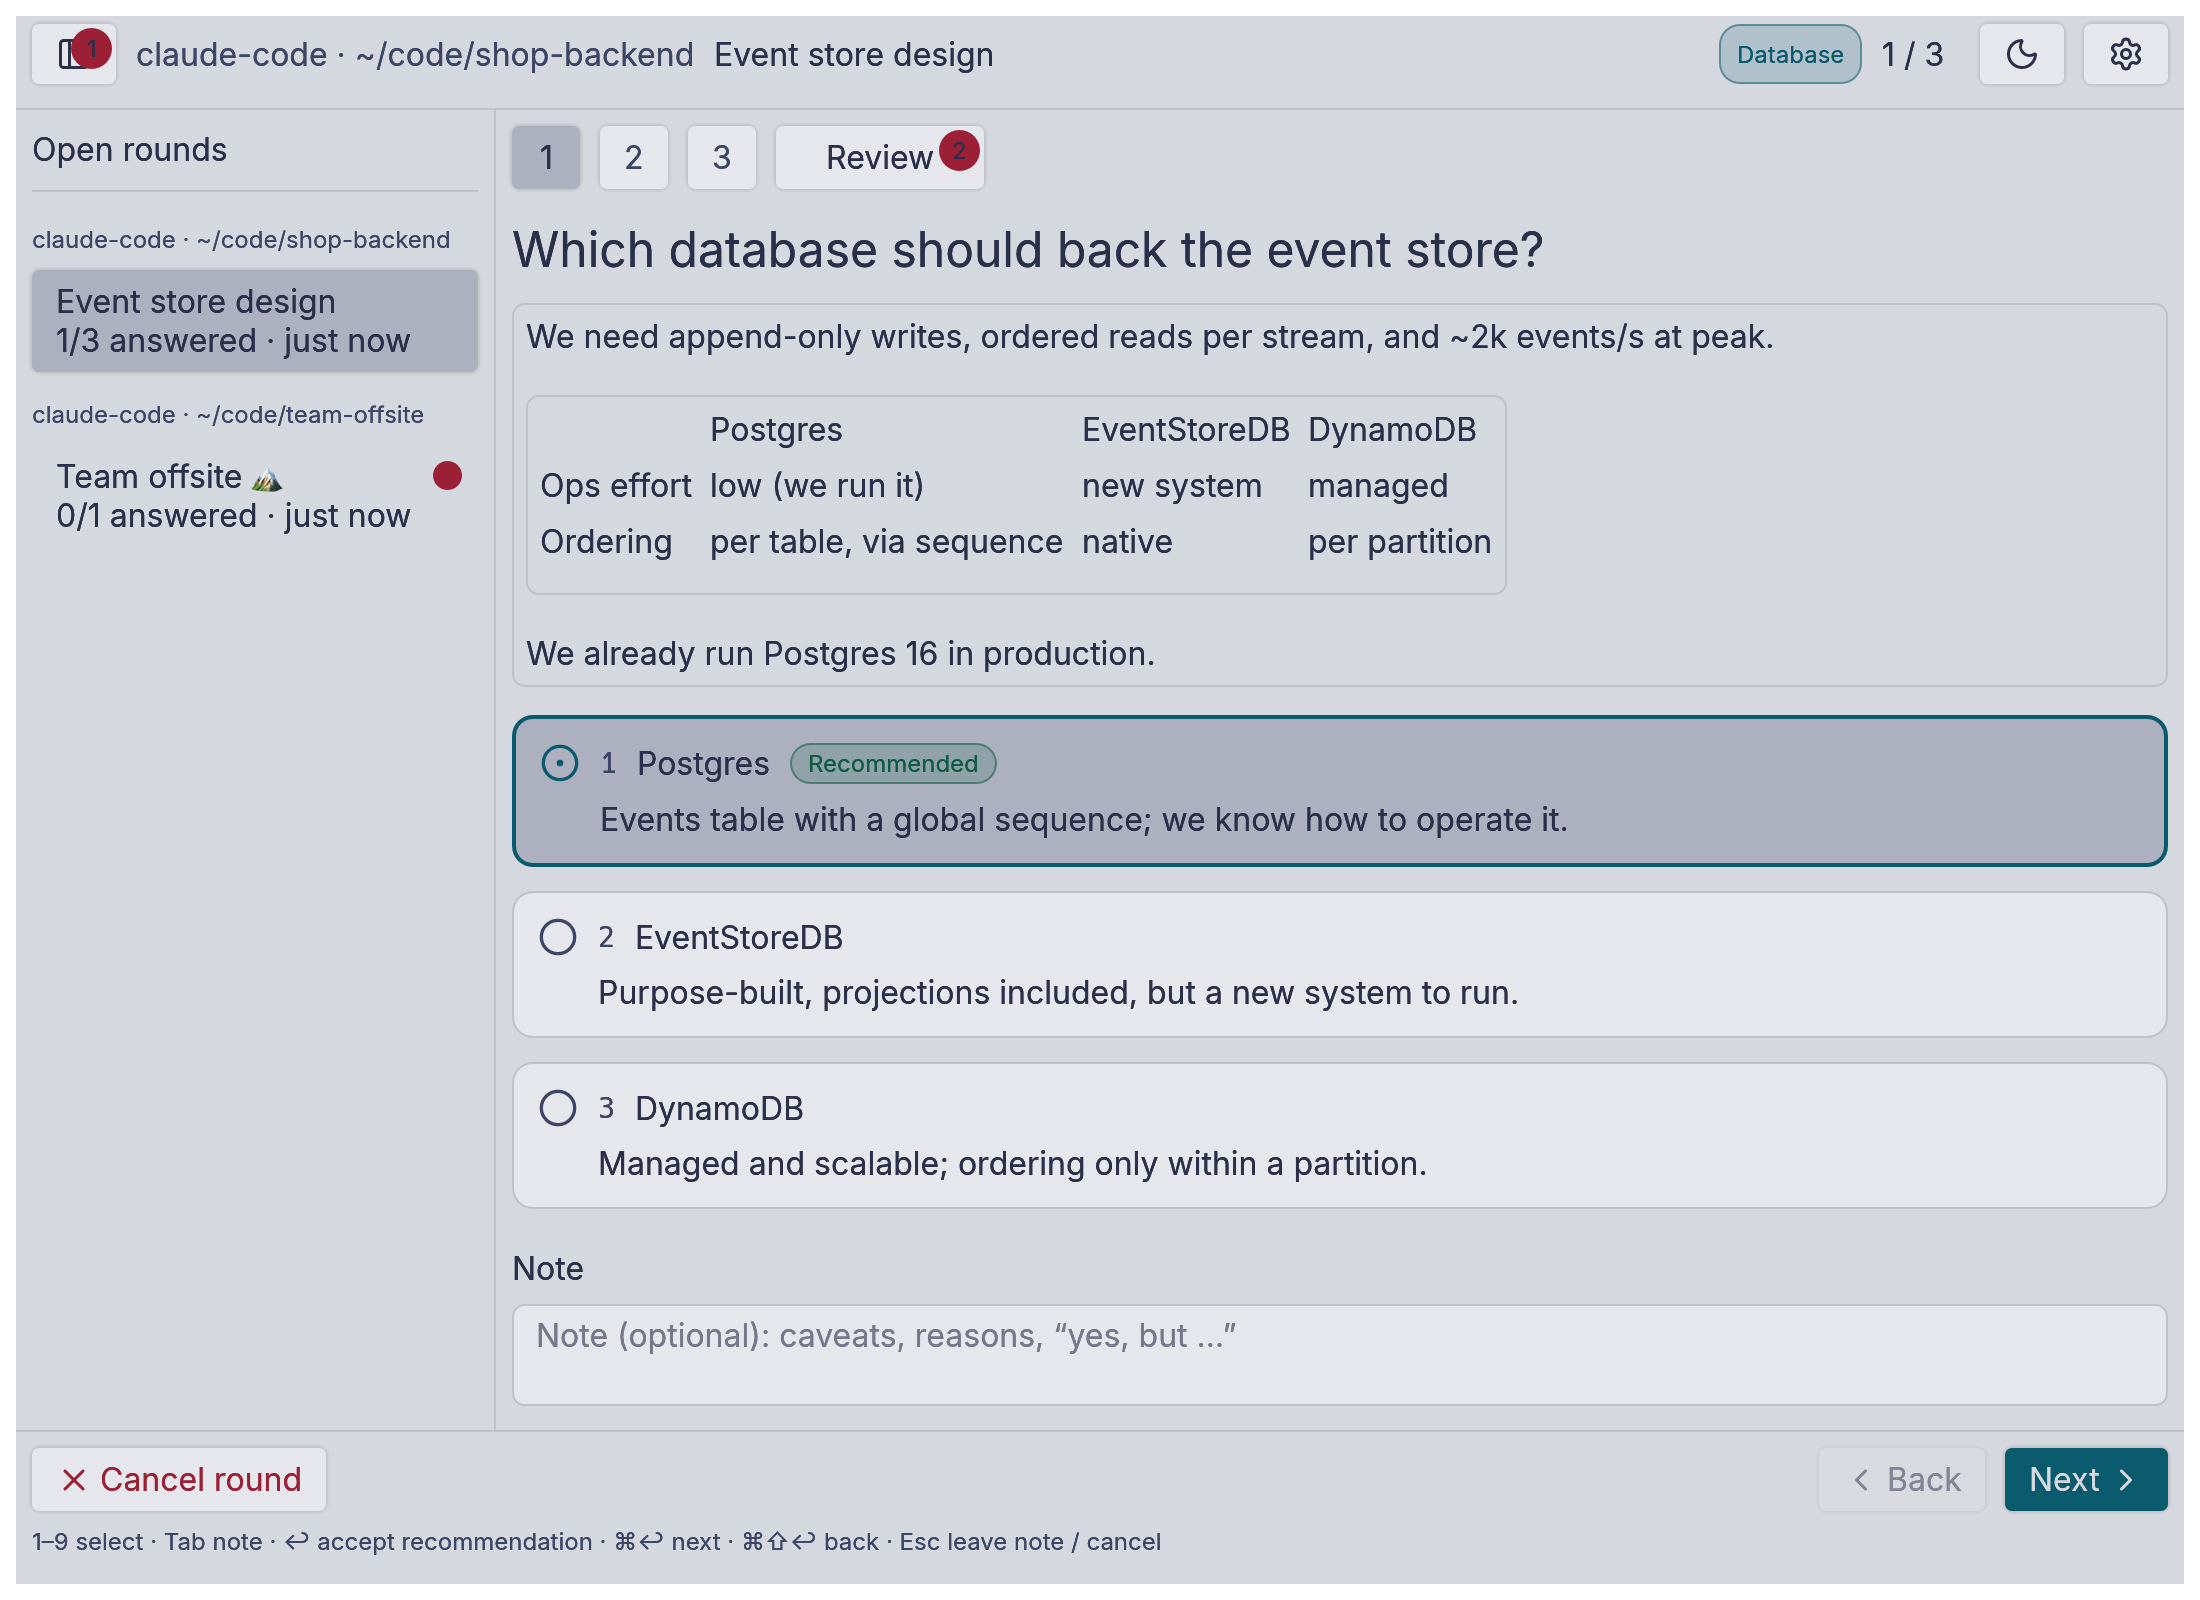 1
claude-code · ~/code/shop-backend Event store design
Database
1 / 3
Open rounds
claude-code · ~/code/shop-backend
Event store design
1/3 answered · just now
claude-code · ~/code/team-offsite
Team offsite 🏔️
0/1 answered · just now
1
2
3
Review 2
Which database should back the event store?
We need append-only writes, ordered reads per stream, and ~2k events/s at peak.
Postgres EventStoreDB DynamoDB
Ops effort low (we run it) new system managed
Ordering per table, via sequence native per partition
We already run Postgres 16 in production.
1 Postgres Recommended
Events table with a global sequence; we know how to operate it.
2 EventStoreDB
Purpose-built, projections included, but a new system to run.
3 DynamoDB
Managed and scalable; ordering only within a partition.
Note
Note (optional): caveats, reasons, “yes, but …”
Cancel round
Back
Next
1–9 select · Tab note · ↩ accept recommendation · ⌘↩ next · ⌘⇧↩ back · Esc leave note / cancel